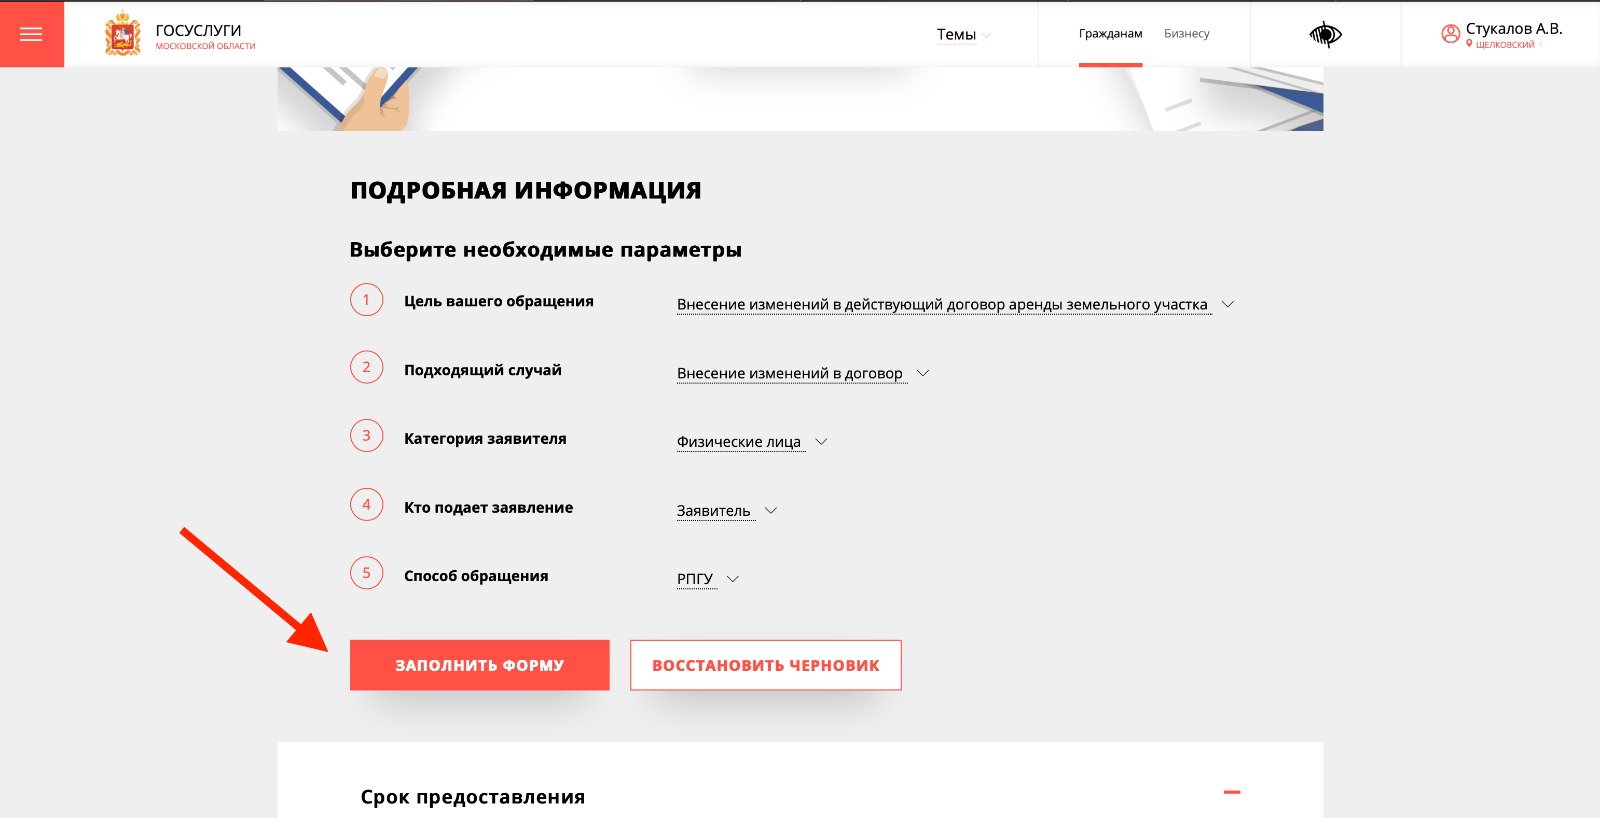 ГОСУСЛУГИ
МОСКОВСКОЙ ОБЛАСТИ
Темы
Гражданам
Бизнесу
Стукалов А.В.
ЩЕЛКОВСКИЙ
ПОДРОБНАЯ ИНФОРМАЦИЯ
Выберите необходимые параметры
1 Цель вашего обращения Внесение изменений в действующий договор аренды земельного участка
2 Подходящий случай Внесение изменений в договор
3 Категория заявителя Физические лица
4 Кто подает заявление Заявитель
5 Способ обращения РПГУ
ЗАПОЛНИТЬ ФОРМУ ВОССТАНОВИТЬ ЧЕРНОВИК
Срок предоставления